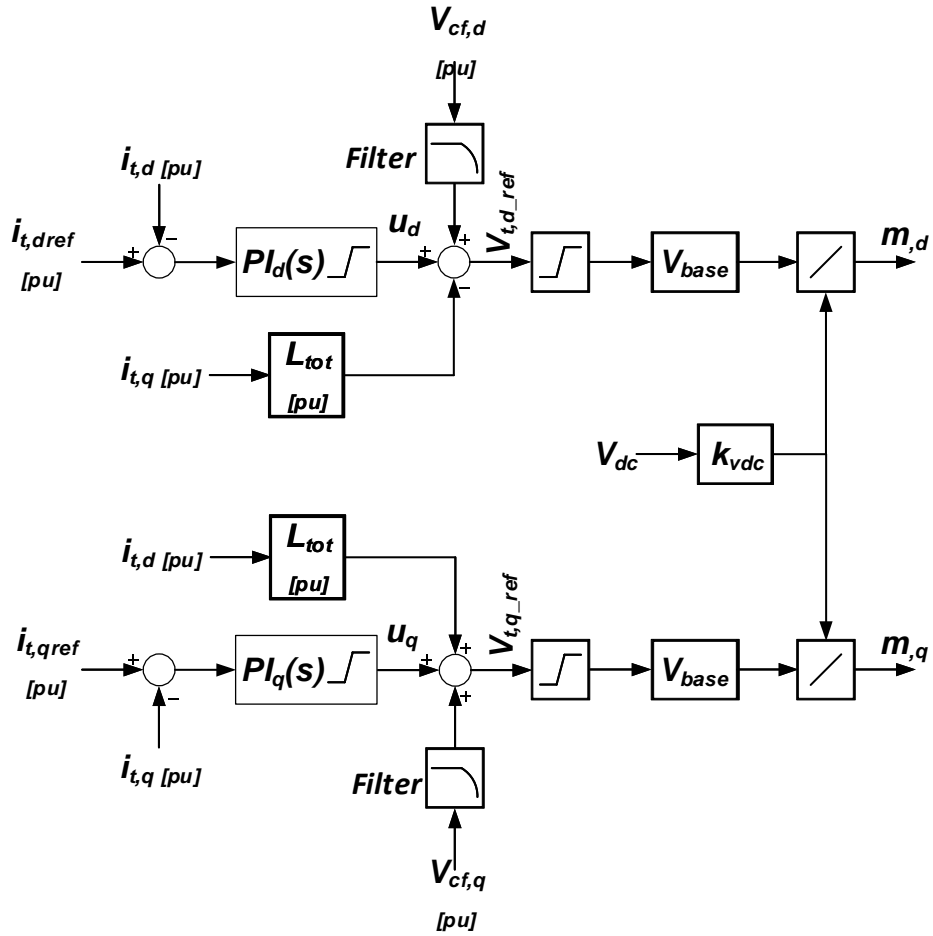 V_cf,d
[pu]
Filter
i_t,d [pu]
i_t,dref
[pu]
+
−
PI_d(s)
u_d
+
+
−
V_t,d_ref
V_base
m_,d
i_t,q [pu]
L_tot
[pu]
V_dc
k_vdc
i_t,d [pu]
L_tot
[pu]
i_t,qref
[pu]
+
−
PI_q(s)
u_q
+
+
+
V_t,q_ref
V_base
m_,q
i_t,q [pu]
Filter
V_cf,q
[pu]